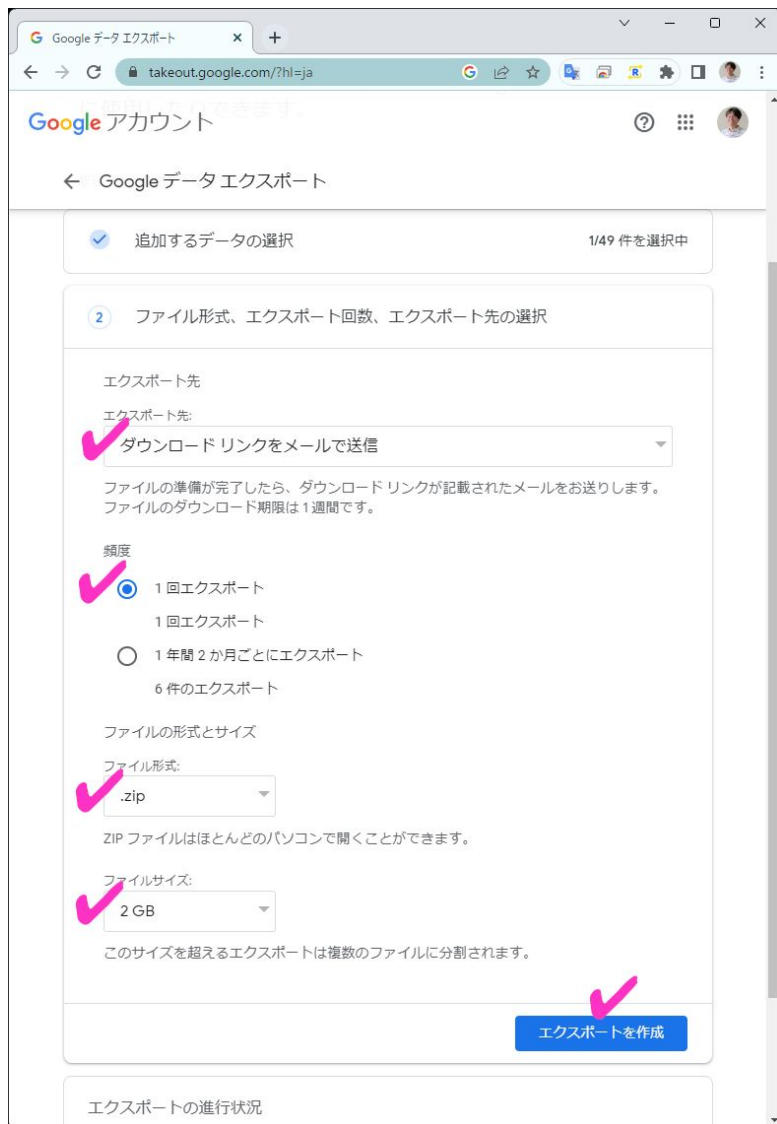 Google データ エクスポート
takeout.google.com/?hl=ja
に使用したりできます。
Google アカウント
Google データ エクスポート
追加するデータの選択
1/49 件を選択中
2
ファイル形式、エクスポート回数、エクスポート先の選択
エクスポート先
エクスポート先:
ダウンロード リンクをメールで送信
ファイルの準備が完了したら、ダウンロード リンクが記載されたメールをお送りします。
ファイルのダウンロード期限は 1 週間です。
頻度
1 回エクスポート
1 回エクスポート
1 年間 2 か月ごとにエクスポート
6 件のエクスポート
ファイルの形式とサイズ
ファイル形式:
.zip
ZIP ファイルはほとんどのパソコンで開くことができます。
ファイルサイズ:
2 GB
このサイズを超えるエクスポートは複数のファイルに分割されます。
エクスポートを作成
エクスポートの進行状況